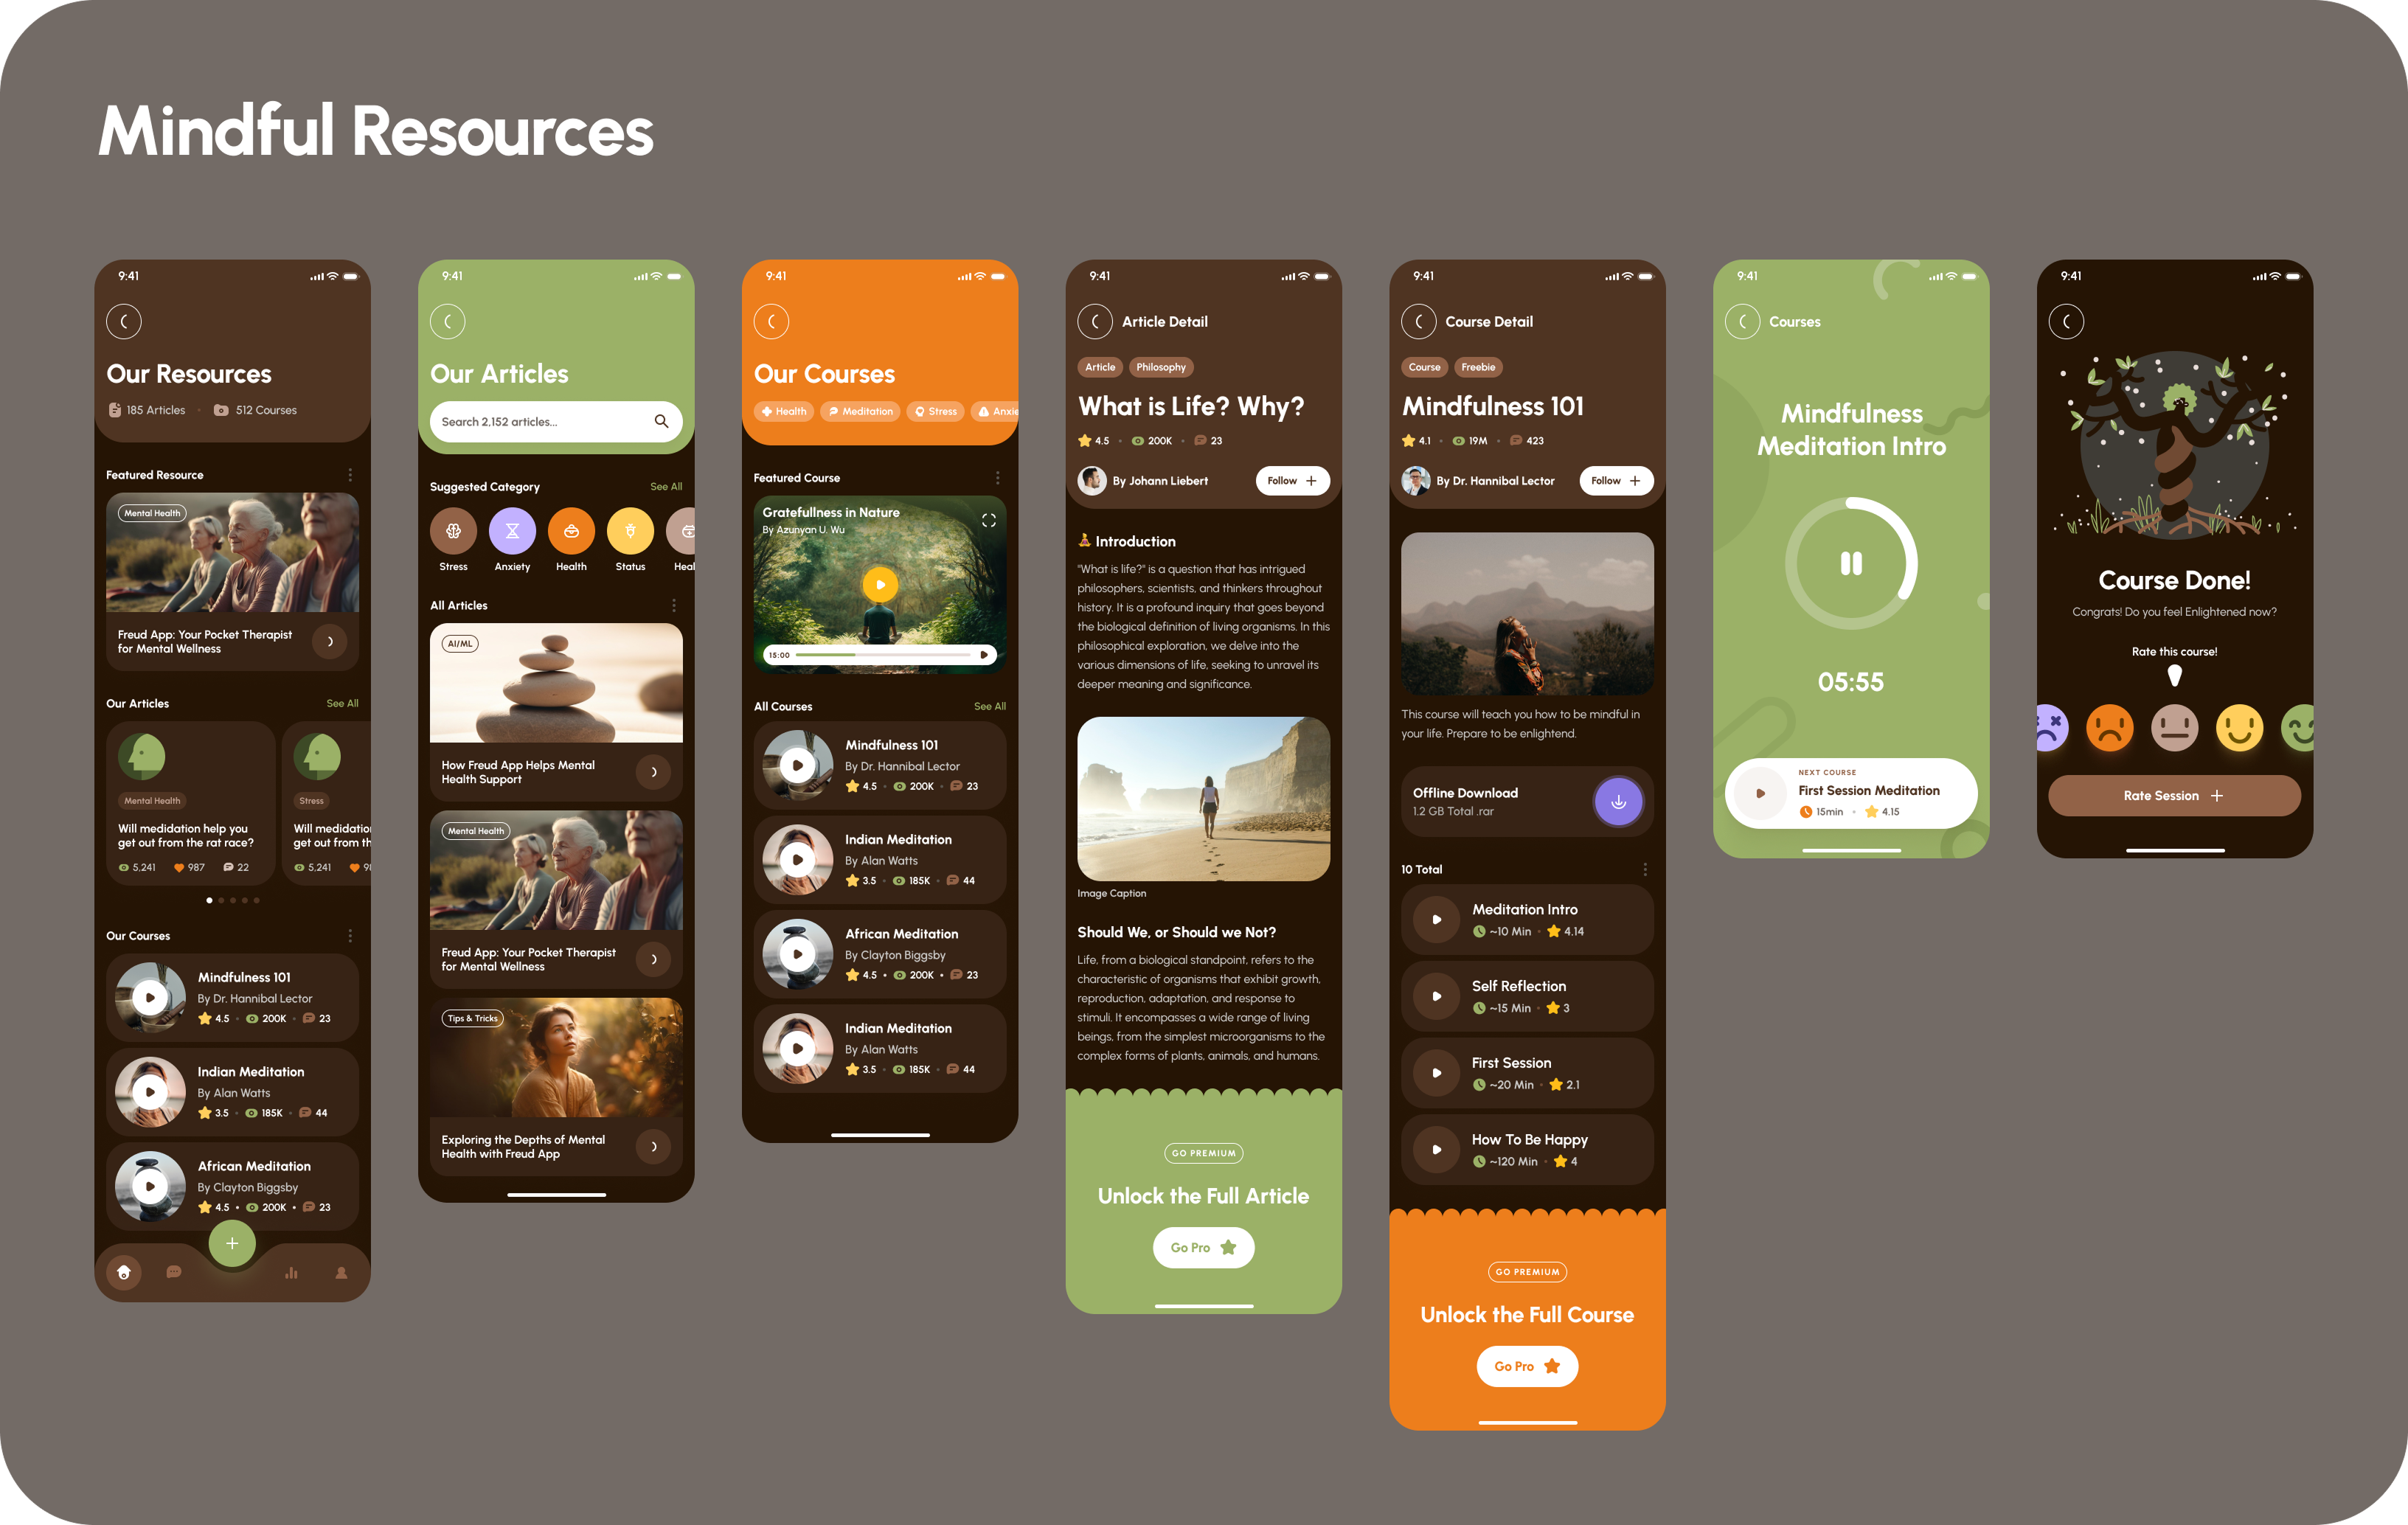 Mindful Resources
9:41
Our Resources
185 Articles
512 Courses
Featured Resource
Mental Health
Freud App: Your Pocket Therapist
for Mental Wellness
Our Articles
See All
Mental Health
Will medidation help you
get out from the rat race?
5,241
987
22
Stress
Will medidatio
get out from th
5,241
9
Our Courses
Mindfulness 101
By Dr. Hannibal Lector
4.5
200K
23
Indian Meditation
By Alan Watts
3.5
185K
44
African Meditation
By Clayton Biggsby
4.5
200K
23
9:41
Our Articles
Search 2,152 articles...
Suggested Category
See All
Stress
Anxiety
Health
Status
Heal
All Articles
AI/ML
How Freud App Helps Mental
Health Support
Mental Health
Freud App: Your Pocket Therapist
for Mental Wellness
Tips & Tricks
Exploring the Depths of Mental
Health with Freud App
9:41
Our Courses
Health
Meditation
Stress
Anxie
Featured Course
Gratefullness in Nature
By Azunyan U. Wu
15:00
All Courses
See All
Mindfulness 101
By Dr. Hannibal Lector
4.5
200K
23
Indian Meditation
By Alan Watts
3.5
185K
44
African Meditation
By Clayton Biggsby
4.5
200K
23
Indian Meditation
By Alan Watts
3.5
185K
44
9:41
Article Detail
Article
Philosophy
What is Life? Why?
4.5
200K
23
By Johann Liebert
Follow
Introduction
"What is life?" is a question that has intrigued
philosophers, scientists, and thinkers throughout
history. It is a profound inquiry that goes beyond
the biological definition of living organisms. In this
philosophical exploration, we delve into the
various dimensions of life, seeking to unravel its
deeper meaning and significance.
Image Caption
Should We, or Should we Not?
Life, from a biological standpoint, refers to the
characteristic of organisms that exhibit growth,
reproduction, adaptation, and response to
stimuli. It encompasses a wide range of living
beings, from the simplest microorganisms to the
complex forms of plants, animals, and humans.
GO PREMIUM
Unlock the Full Article
Go Pro
9:41
Course Detail
Course
Freebie
Mindfulness 101
4.1
19M
423
By Dr. Hannibal Lector
Follow
This course will teach you how to be mindful in
your life. Prepare to be enlightend.
Offline Download
1.2 GB Total .rar
10 Total
Meditation Intro
~10 Min
4.14
Self Reflection
~15 Min
3
First Session
~20 Min
2.1
How To Be Happy
~120 Min
4
GO PREMIUM
Unlock the Full Course
Go Pro
9:41
Courses
Mindfulness
Meditation Intro
05:55
NEXT COURSE
First Session Meditation
15min
4.15
9:41
Course Done!
Congrats! Do you feel Enlightened now?
Rate this course!
Rate Session